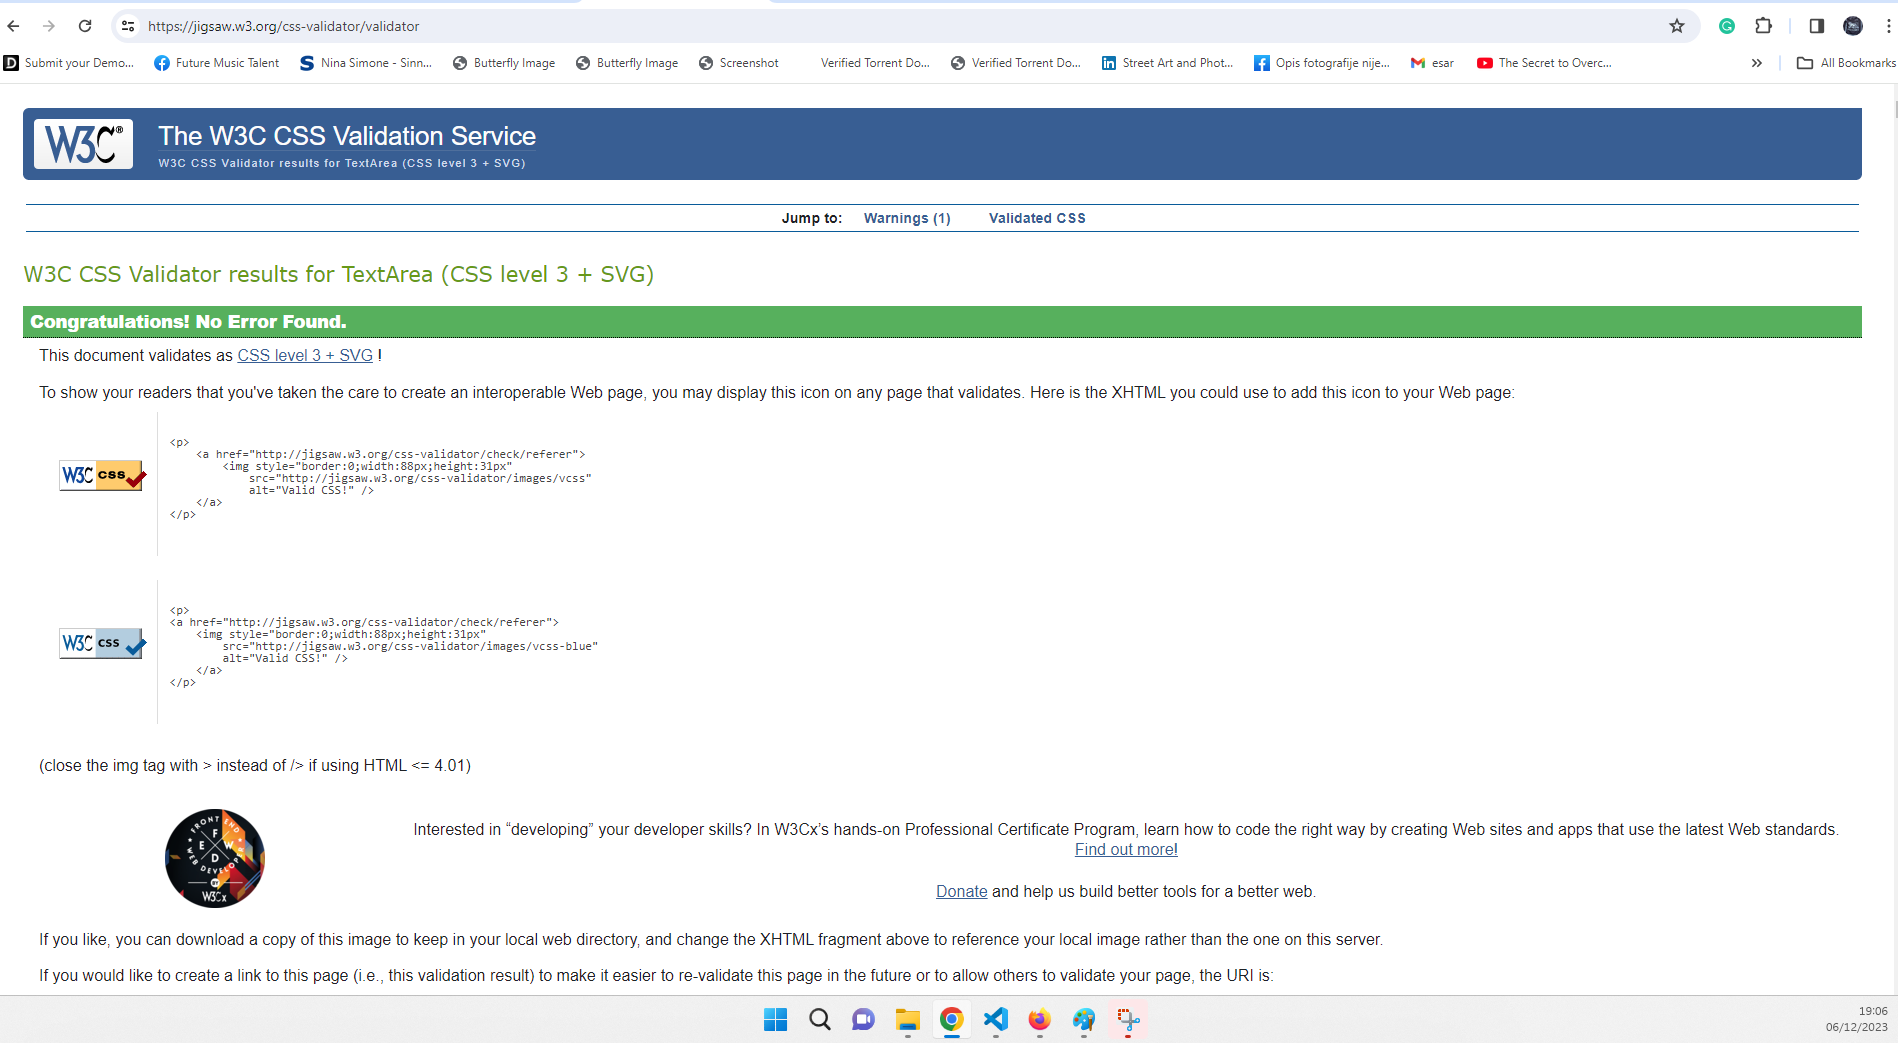 https://jigsaw.w3.org/css-validator/validator
Submit your Demo... Future Music Talent Nina Simone - Sinn... Butterfly Image Butterfly Image Screenshot Verified Torrent Do... Verified Torrent Do... Street Art and Phot... Opis fotografije nije... esar The Secret to Overc... » All Bookmarks
W3C® The W3C CSS Validation Service
W3C CSS Validator results for TextArea (CSS level 3 + SVG)
Jump to: Warnings (1) Validated CSS
W3C CSS Validator results for TextArea (CSS level 3 + SVG)
Congratulations! No Error Found.
This document validates as CSS level 3 + SVG !
To show your readers that you've taken the care to create an interoperable Web page, you may display this icon on any page that validates. Here is the XHTML you could use to add this icon to your Web page:
W3C css
<p>
<a href="http://jigsaw.w3.org/css-validator/check/referer">
<img style="border:0;width:88px;height:31px"
src="http://jigsaw.w3.org/css-validator/images/vcss"
alt="Valid CSS!" />
</a>
</p>
W3C css
<p>
<a href="http://jigsaw.w3.org/css-validator/check/referer">
<img style="border:0;width:88px;height:31px"
src="http://jigsaw.w3.org/css-validator/images/vcss-blue"
alt="Valid CSS!" />
</a>
</p>
(close the img tag with > instead of /> if using HTML <= 4.01)
FRONT END
F
E W
D
WEB DEVELOPER
BY
W3Cx
Interested in “developing” your developer skills? In W3Cx’s hands-on Professional Certificate Program, learn how to code the right way by creating Web sites and apps that use the latest Web standards.
Find out more!
Donate and help us build better tools for a better web.
If you like, you can download a copy of this image to keep in your local web directory, and change the XHTML fragment above to reference your local image rather than the one on this server.
If you would like to create a link to this page (i.e., this validation result) to make it easier to re-validate this page in the future or to allow others to validate your page, the URI is:
19:06
06/12/2023